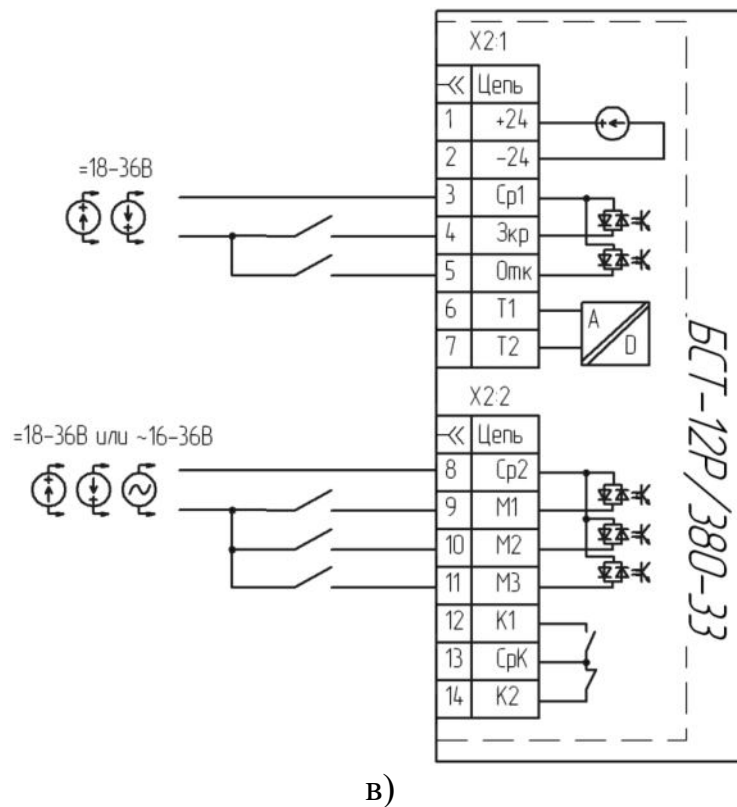 X2:1
Цепь
1 +24
2 -24
=18-36В
3 Ср1
4 Зкр
5 Отк
6 Т1
7 Т2
A
D
X2:2
Цепь
=18-36В или ~16-36В
8 Ср2
9 М1
10 М2
11 М3
12 К1
13 СрК
14 К2
БСТ-12Р/380-33
в)